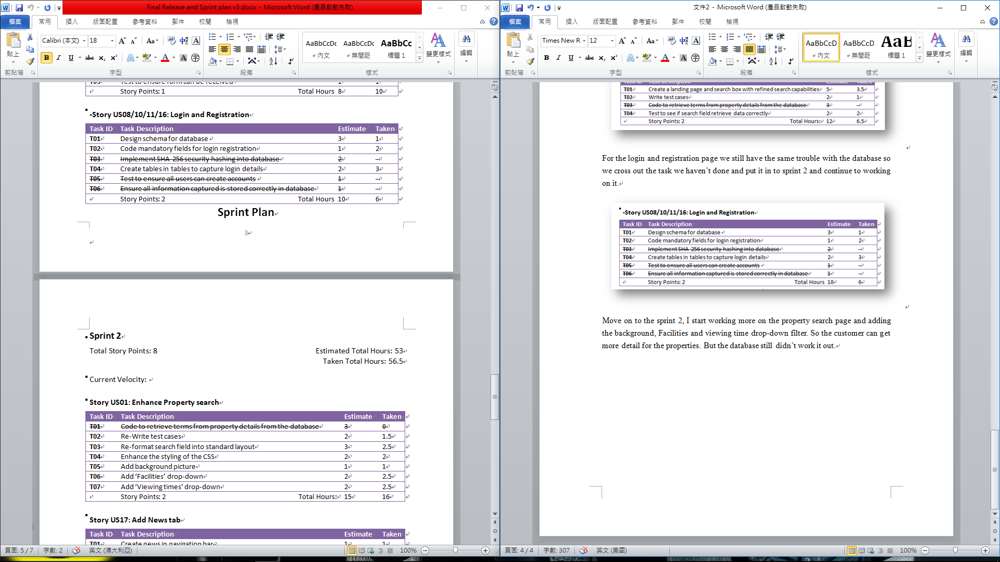 Final Release and Sprint plan v3.docx - Microsoft Word (產品啟動失敗)
檔案 常用 插入 版面配置 參考資料 郵件 校閱 檢視
Calibri (本文) 18
AaBbCcDc AaBbCcDc AaBbCc
貼上 內文 無間距 標題 1 變更樣式 編輯
剪貼簿 字型 段落 樣式
T05 Test to ensure form can be received 1 1
Story Points: 1 Total Hours 8 10
-Story US08/10/11/16: Login and Registration
Task ID Task Description Estimate Taken
T01 Design schema for database 3 1
T02 Code mandatory fields for login registration 1 2
T03 Implement SHA-256 security hashing into database 2 -
T04 Create tables in tables to capture login details 2 3
T05 Test to ensure all users can create accounts 1 -
T06 Ensure all information captured is stored correctly in database 1 -
Story Points: 2 Total Hours 10 6
Sprint Plan
3
Sprint 2
Total Story Points: 8 Estimated Total Hours: 53
Taken Total Hours: 56.5
Current Velocity:
Story US01: Enhance Property search
Task ID Task Description Estimate Taken
T01 Code to retrieve terms from property details from the database 3 0
T02 Re-Write test cases 2 1.5
T03 Re-format search field into standard layout 3 2.5
T04 Enhance the styling of the CSS 2 2
T05 Add background picture 1 1
T06 Add ‘Facilities’ drop-down 2 2.5
T07 Add ‘Viewing times’ drop-down 2 2.5
Story Points: 2 Total Hours: 15 16
Story US17: Add News tab
Task ID Task Description Estimate Taken
T01 Create news in navigation bar 1 1
頁面: 5 / 7 字數: 2 英文 (澳大利亞) 100%
文件2 - Microsoft Word (產品啟動失敗)
檔案 常用 插入 版面配置 參考資料 郵件 校閱 檢視
Times New R 12
AaBbCcD AaBbCcD AaB
貼上 內文 無間距 標題 1 變更樣式 編輯
剪貼簿 字型 段落 樣式
Task ID Task Description Estimate Taken
T01 Create a landing page and search box with refined search capabilities 5 3.5
T02 Write test cases 2 1
T03 Code to retrieve terms from property details from the database 3 -
T04 Test to see if search field retrieve data correctly 2 2
Story Points: 2 Total Hours: 12 6.5
For the login and registration page we still have the same trouble with the database so
we cross out the task we haven’t done and put it in to sprint 2 and continue to working
on it.
-Story US08/10/11/16: Login and Registration
Task ID Task Description Estimate Taken
T01 Design schema for database 3 1
T02 Code mandatory fields for login registration 1 2
T03 Implement SHA-256 security hashing into database 2 -
T04 Create tables in tables to capture login details 2 3
T05 Test to ensure all users can create accounts 1 -
T06 Ensure all information captured is stored correctly in database 1 -
Story Points: 2 Total Hours 10 6
Move on to the sprint 2, I start working more on the property search page and adding
the background, Facilities and viewing time drop-down filter. So the customer can get
more detail for the properties. But the database still didn’t work it out.
頁面: 4 / 4 字數: 307 英文 (美國) 100%